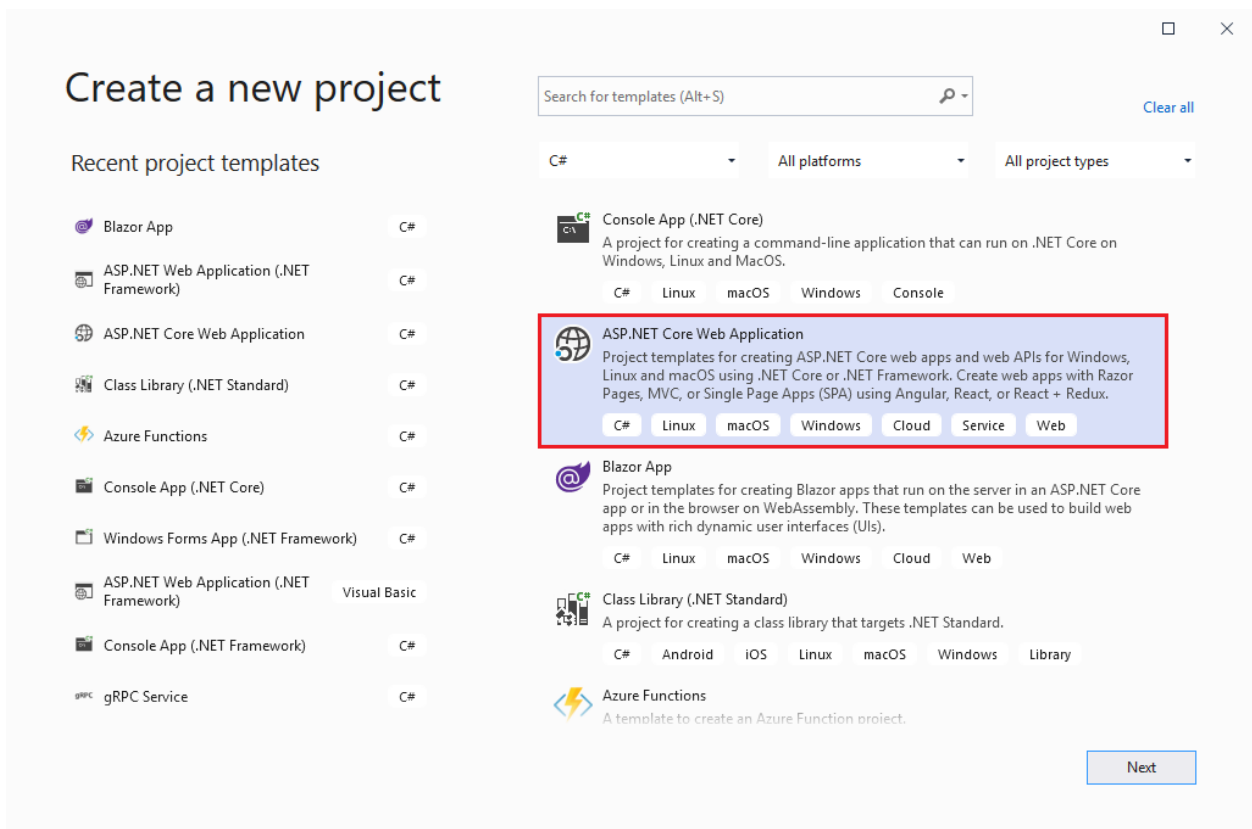 Create a new project
Search for templates (Alt+S)
Clear all
Recent project templates
C#
All platforms
All project types
Blazor App C#
ASP.NET Web Application (.NET
Framework) C#
ASP.NET Core Web Application C#
Class Library (.NET Standard) C#
Azure Functions C#
Console App (.NET Core) C#
Windows Forms App (.NET Framework) C#
ASP.NET Web Application (.NET
Framework) Visual Basic
Console App (.NET Framework) C#
gRPC gRPC Service C#
C#
C:\
Console App (.NET Core)
A project for creating a command-line application that can run on .NET Core on
Windows, Linux and MacOS.
C# Linux macOS Windows Console
ASP.NET Core Web Application
Project templates for creating ASP.NET Core web apps and web APIs for Windows,
Linux and macOS using .NET Core or .NET Framework. Create web apps with Razor
Pages, MVC, or Single Page Apps (SPA) using Angular, React, or React + Redux.
C# Linux macOS Windows Cloud Service Web
Blazor App
Project templates for creating Blazor apps that run on the server in an ASP.NET Core
app or in the browser on WebAssembly. These templates can be used to build web
apps with rich dynamic user interfaces (UIs).
C# Linux macOS Windows Cloud Web
C#
Class Library (.NET Standard)
A project for creating a class library that targets .NET Standard.
C# Android iOS Linux macOS Windows Library
Azure Functions
A template to create an Azure Function project.
Next